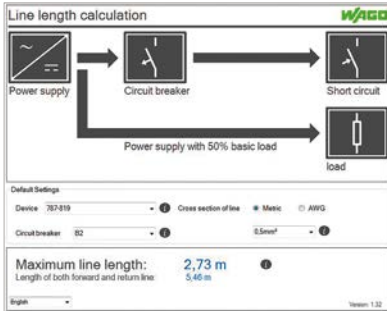 Line length calculation
WAGO
Power supply
Circuit breaker
Short circuit
Power supply with 50% basic load
load
Default Settings
Device 787-819 Cross section of line Metric AWG
Circuit breaker B2 0,5mm²
Maximum line length: 2,73 m
Length of both forward and return line: 5,46 m
English Version: 1.32